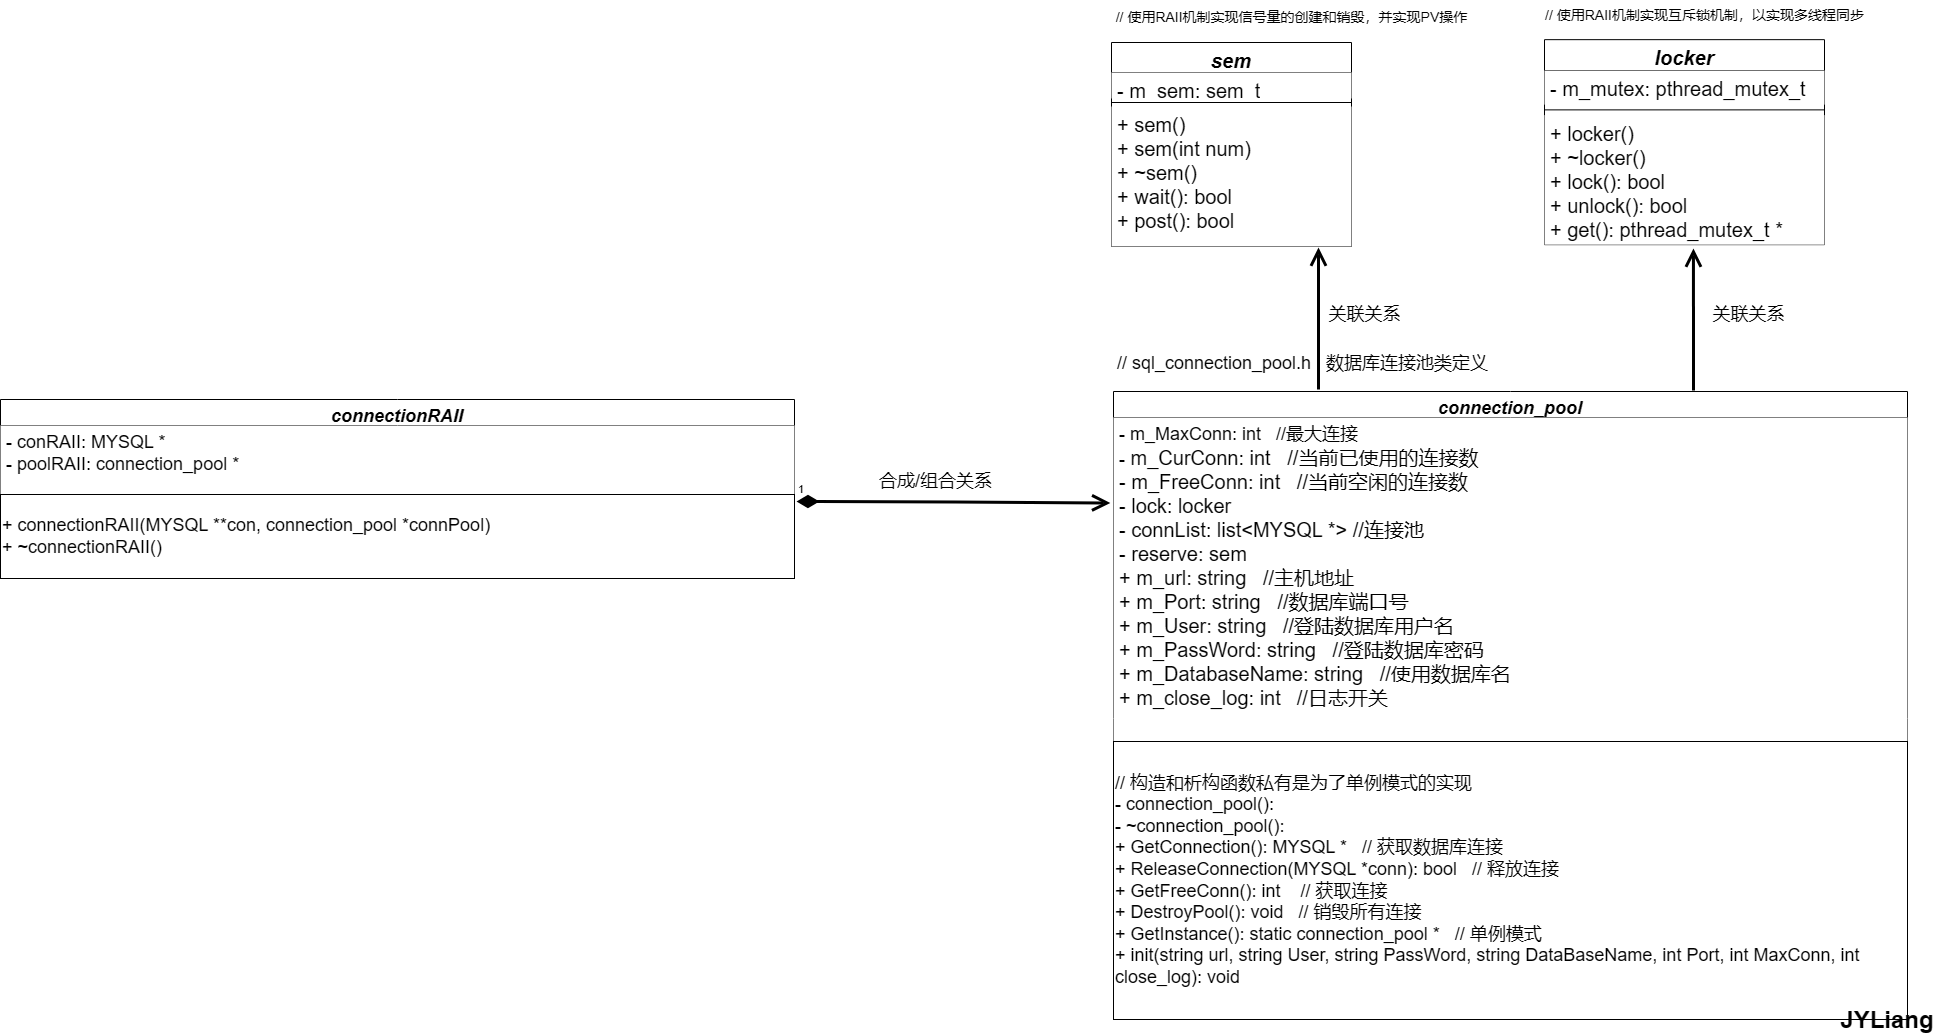 // 使用RAII机制实现信号量的创建和销毁，并实现PV操作
sem
- m_sem: sem_t
+ sem()
+ sem(int num)
+ ~sem()
+ wait(): bool
+ post(): bool
// 使用RAII机制实现互斥锁机制，以实现多线程同步
locker
- m_mutex: pthread_mutex_t
+ locker()
+ ~locker()
+ lock(): bool
+ unlock(): bool
+ get(): pthread_mutex_t *
关联关系
关联关系
// sql_connection_pool.h 数据库连接池类定义
connectionRAII
- conRAII: MYSQL *
- poolRAII: connection_pool *
+ connectionRAII(MYSQL **con, connection_pool *connPool)
+ ~connectionRAII()
1
合成/组合关系
connection_pool
- m_MaxConn: int //最大连接
- m_CurConn: int //当前已使用的连接数
- m_FreeConn: int //当前空闲的连接数
- lock: locker
- connList: list<MYSQL *> //连接池
- reserve: sem
+ m_url: string //主机地址
+ m_Port: string //数据库端口号
+ m_User: string //登陆数据库用户名
+ m_PassWord: string //登陆数据库密码
+ m_DatabaseName: string //使用数据库名
+ m_close_log: int //日志开关
// 构造和析构函数私有是为了单例模式的实现
- connection_pool():
- ~connection_pool():
+ GetConnection(): MYSQL * // 获取数据库连接
+ ReleaseConnection(MYSQL *conn): bool // 释放连接
+ GetFreeConn(): int // 获取连接
+ DestroyPool(): void // 销毁所有连接
+ GetInstance(): static connection_pool * // 单例模式
+ init(string url, string User, string PassWord, string DataBaseName, int Port, int MaxConn, int
close_log): void
JYLiang